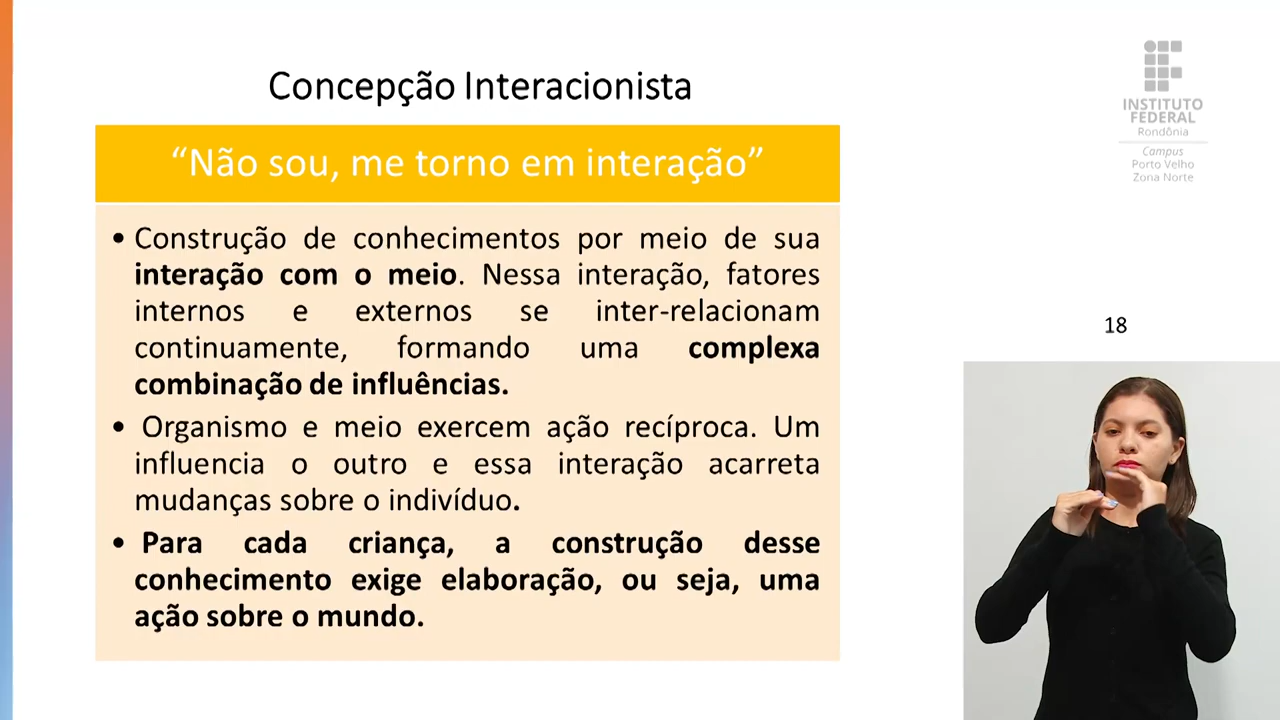 Concepção Interacionista
“Não sou, me torno em interação”
• Construção de conhecimentos por meio de sua
interação com o meio. Nessa interação, fatores
internos e externos se inter-relacionam
continuamente, formando uma complexa
combinação de influências.
• Organismo e meio exercem ação recíproca. Um
influencia o outro e essa interação acarreta
mudanças sobre o indivíduo.
• Para cada criança, a construção desse
conhecimento exige elaboração, ou seja, uma
ação sobre o mundo.
INSTITUTO
FEDERAL
Rondônia
Campus
Porto Velho
Zona Norte
18